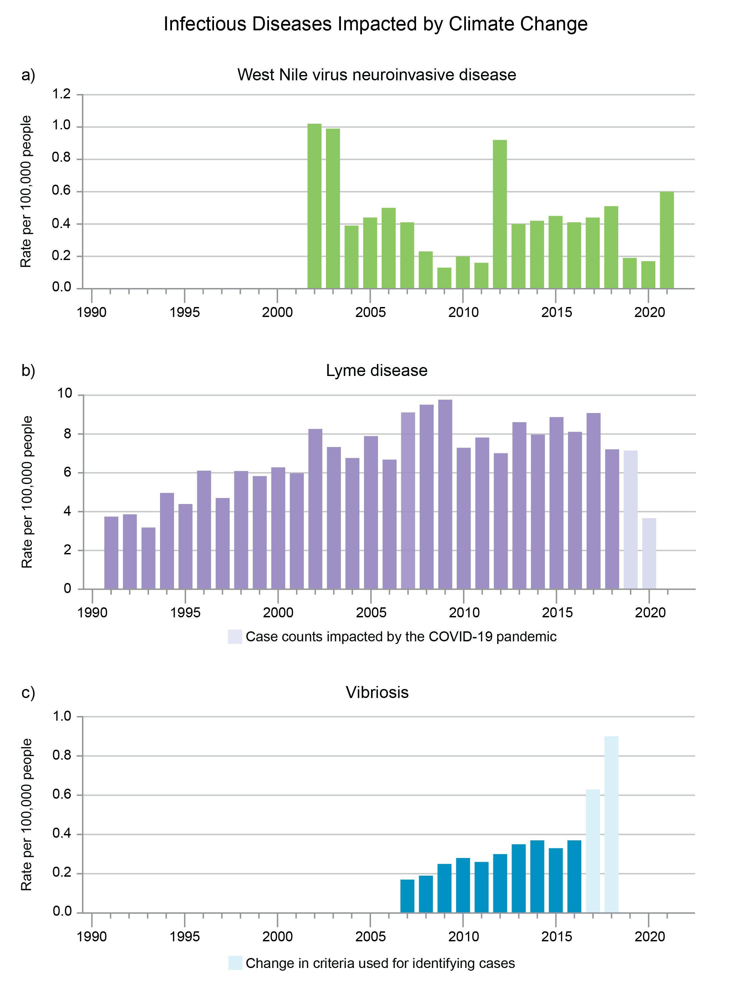 Infectious Diseases Impacted by Climate Change
a)
West Nile virus neuroinvasive disease
Rate per 100,000 people
1.2
1.0
0.8
0.6
0.4
0.2
0.0
1990 1995 2000 2005 2010 2015 2020
b)
Lyme disease
Rate per 100,000 people
10
8
6
4
2
0
1990 1995 2000 2005 2010 2015 2020
Case counts impacted by the COVID-19 pandemic
c)
Vibriosis
Rate per 100,000 people
1.0
0.8
0.6
0.4
0.2
0.0
1990 1995 2000 2005 2010 2015 2020
Change in criteria used for identifying cases